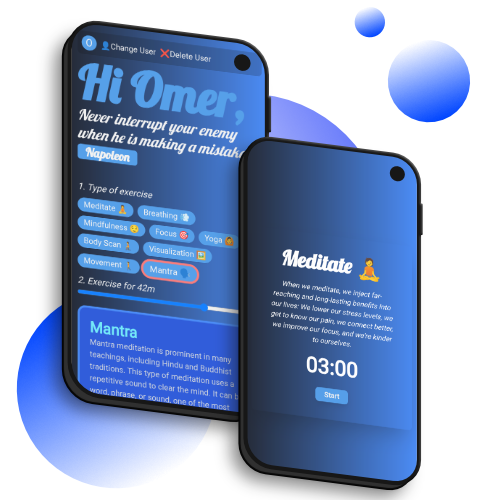 O Change User ❌Delete User
Hi Omer,
Never interrupt your enemy
when he is making a mistake
Napoleon
1. Type of exercise
Meditate Breathing
Mindfulness Focus Yoga
Body Scan Visualization
Movement Mantra
2. Exercise for 42m
Mantra
Mantra meditation is prominent in many
teachings, including Hindu and Buddhist
traditions. This type of meditation uses a
repetitive sound to clear the mind. It can b
word, phrase, or sound, one of the most
Meditate
When we meditate, we inject far-
reaching and long-lasting benefits into
our lives: We lower our stress levels, we
get to know our pain, we connect better,
we improve our focus, and we're kinder
to ourselves.
03:00
Start